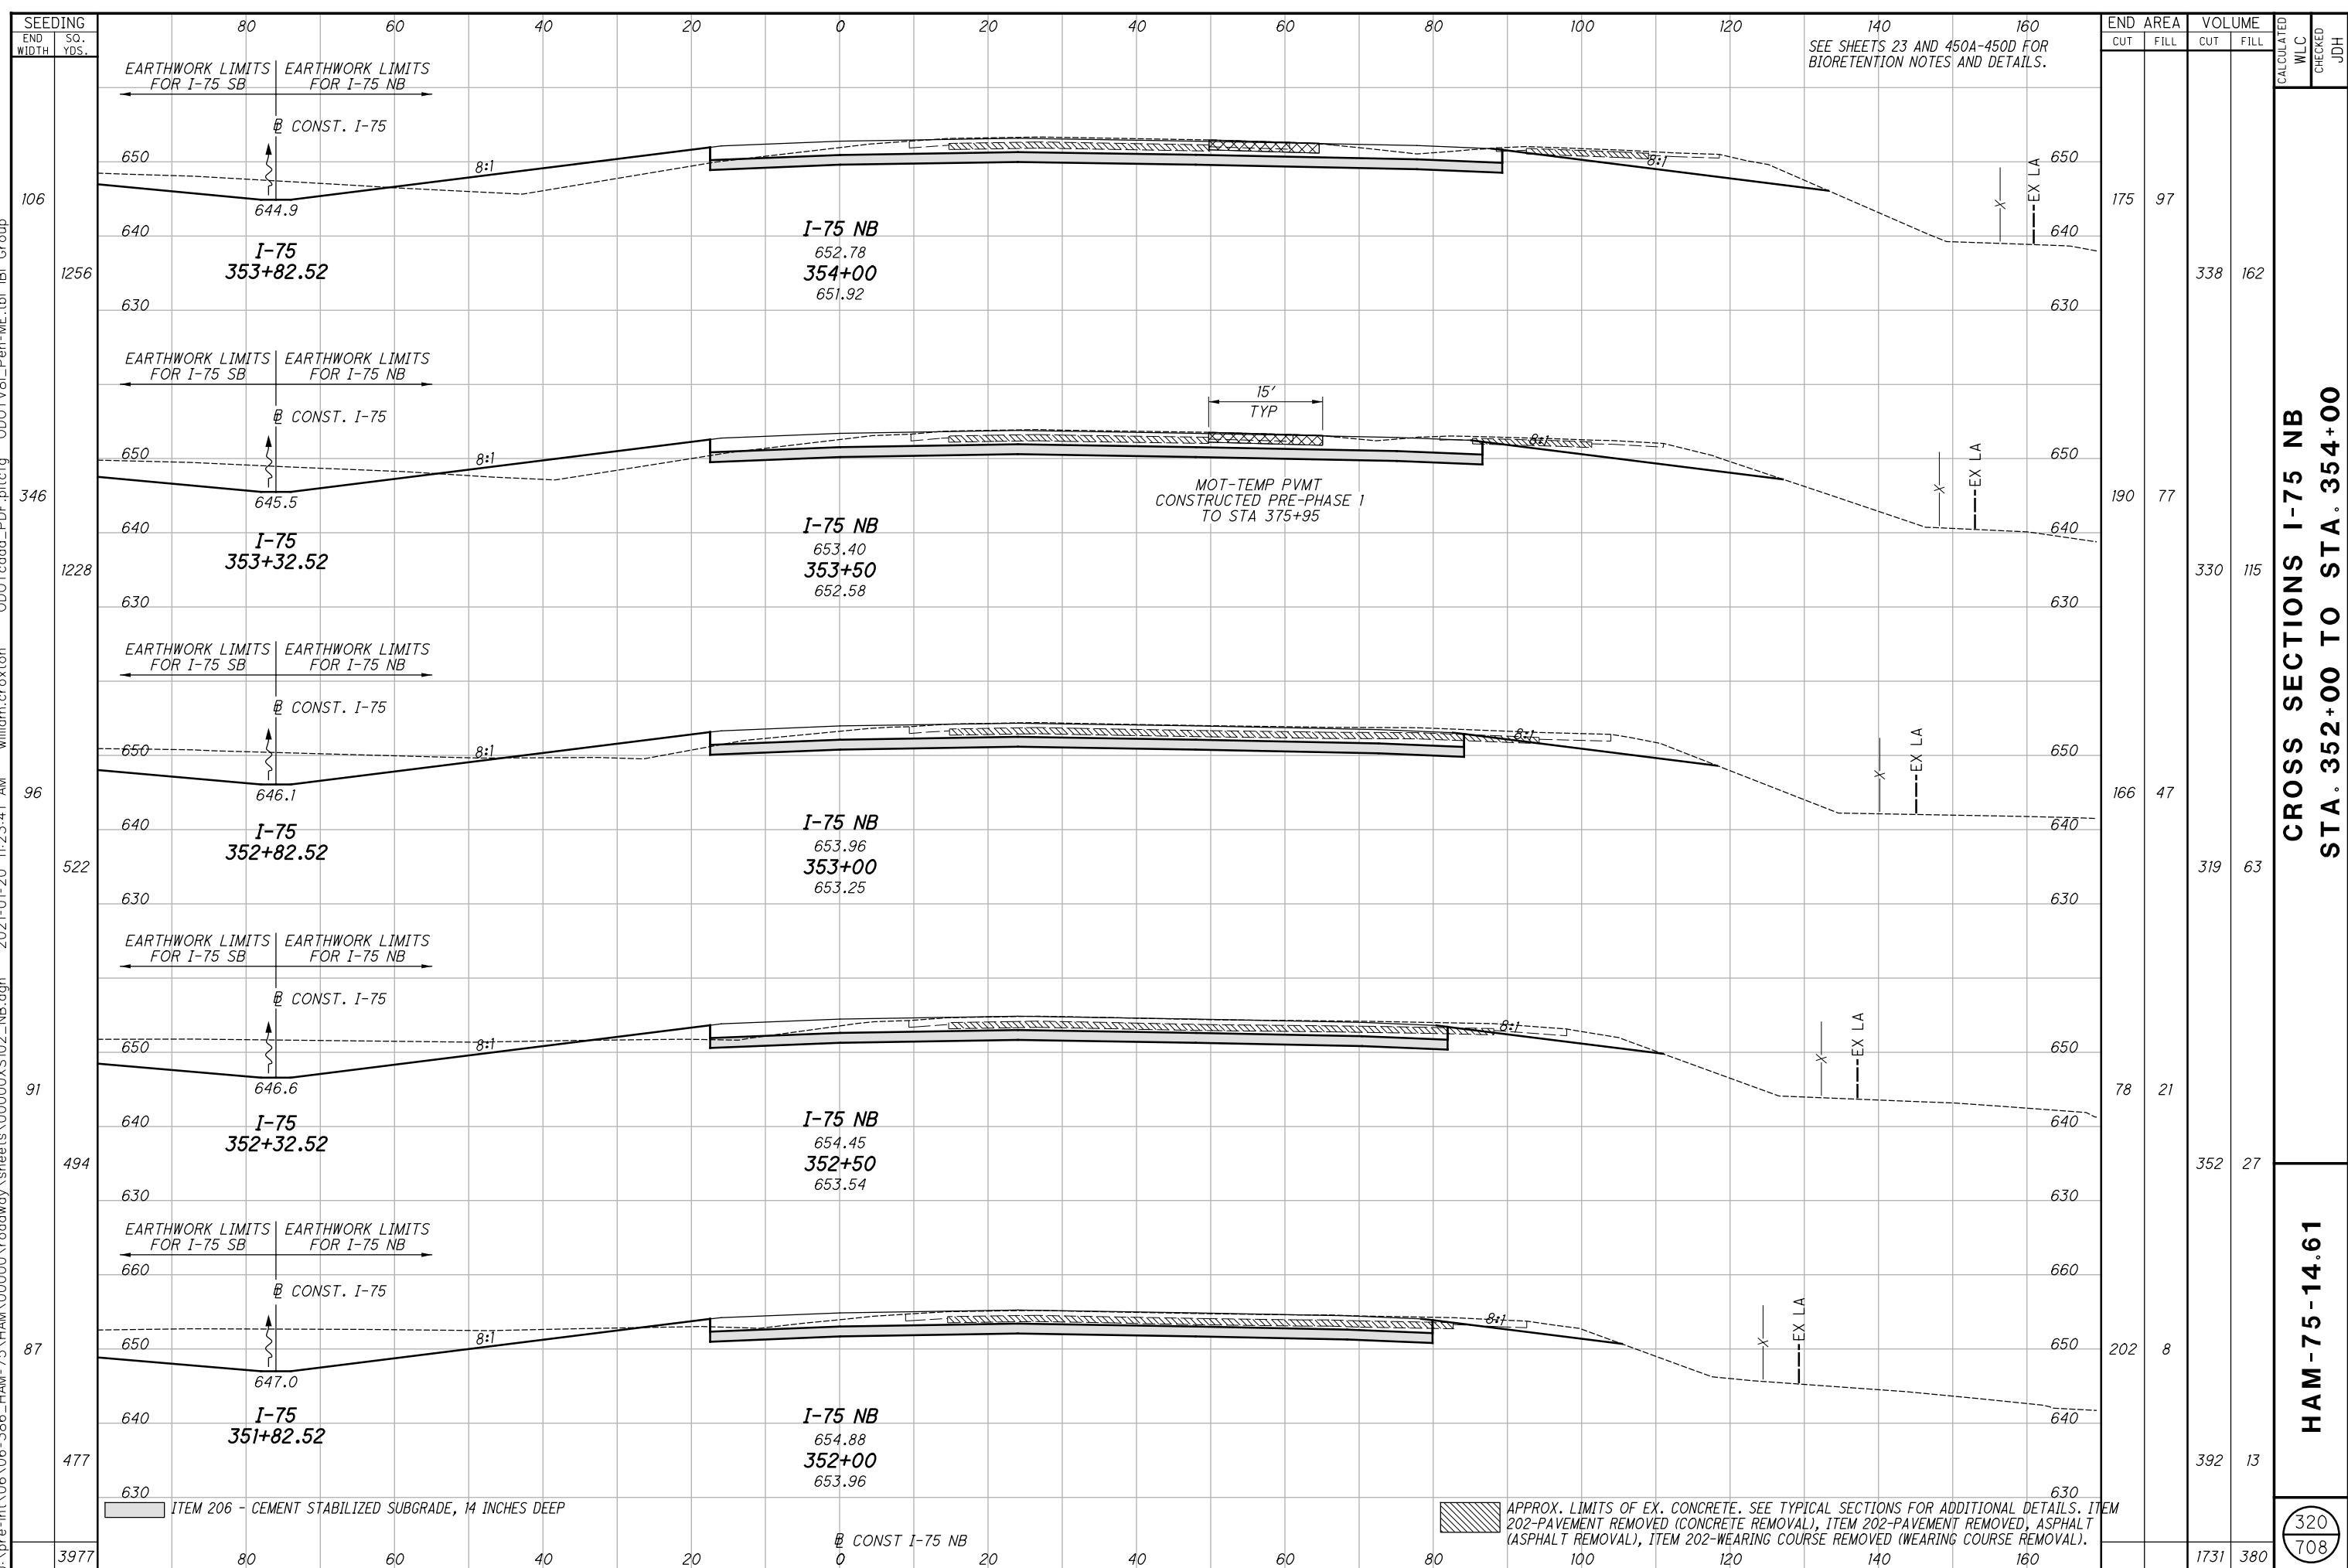 SEEDING
END WIDTH
SQ. YDS.
80 60 40 20 0 20 40 60 80 100 120 140 160
END AREA
VOLUME
CUT FILL CUT FILL
CALCULATED
WLC
CHECKED
JDH
SEE SHEETS 23 AND 450A-450D FOR
BIORETENTION NOTES AND DETAILS.
EARTHWORK LIMITS EARTHWORK LIMITS
FOR I-75 SB FOR I-75 NB
CONST. I-75
650 8:1 8:1 650
EX LA
X
106 175 97
644.9
640 640
I-75
353+82.52
I-75 NB
652.78
354+00
651.92
1256 338 162
630 630
EARTHWORK LIMITS EARTHWORK LIMITS
FOR I-75 SB FOR I-75 NB
CONST. I-75
15'
TYP
650 8:1 8:1 650
EX LA
X
346 190 77
645.5
MOT-TEMP PVMT
CONSTRUCTED PRE-PHASE 1
TO STA 375+95
640 640
I-75
353+32.52
I-75 NB
653.40
353+50
652.58
1228 330 115
630 630
EARTHWORK LIMITS EARTHWORK LIMITS
FOR I-75 SB FOR I-75 NB
CONST. I-75
650 8:1 8:1 650
EX LA
X
96 166 47
646.1
640 640
I-75
352+82.52
I-75 NB
653.96
353+00
653.25
522 319 63
630 630
EARTHWORK LIMITS EARTHWORK LIMITS
FOR I-75 SB FOR I-75 NB
CONST. I-75
650 8:1 8:1 650
EX LA
X
91 78 21
646.6
640 640
I-75
352+32.52
I-75 NB
654.45
352+50
653.54
494 352 27
630 630
EARTHWORK LIMITS EARTHWORK LIMITS
FOR I-75 SB FOR I-75 NB
660 660
CONST. I-75
650 8:1 8:1 650
EX LA
X
87 202 8
647.0
640 640
I-75
351+82.52
I-75 NB
654.88
352+00
653.96
477 392 13
630 630
ITEM 206 - CEMENT STABILIZED SUBGRADE, 14 INCHES DEEP
APPROX. LIMITS OF EX. CONCRETE. SEE TYPICAL SECTIONS FOR ADDITIONAL DETAILS. ITEM
202-PAVEMENT REMOVED (CONCRETE REMOVAL), ITEM 202-PAVEMENT REMOVED, ASPHALT
(ASPHALT REMOVAL), ITEM 202-WEARING COURSE REMOVED (WEARING COURSE REMOVAL).
CONST I-75 NB
3977 1731 380
80 60 40 20 0 20 40 60 80 100 120 140 160
CROSS SECTIONS I-75 NB
STA. 352+00 TO STA. 354+00
HAM-75-14.61
320
708